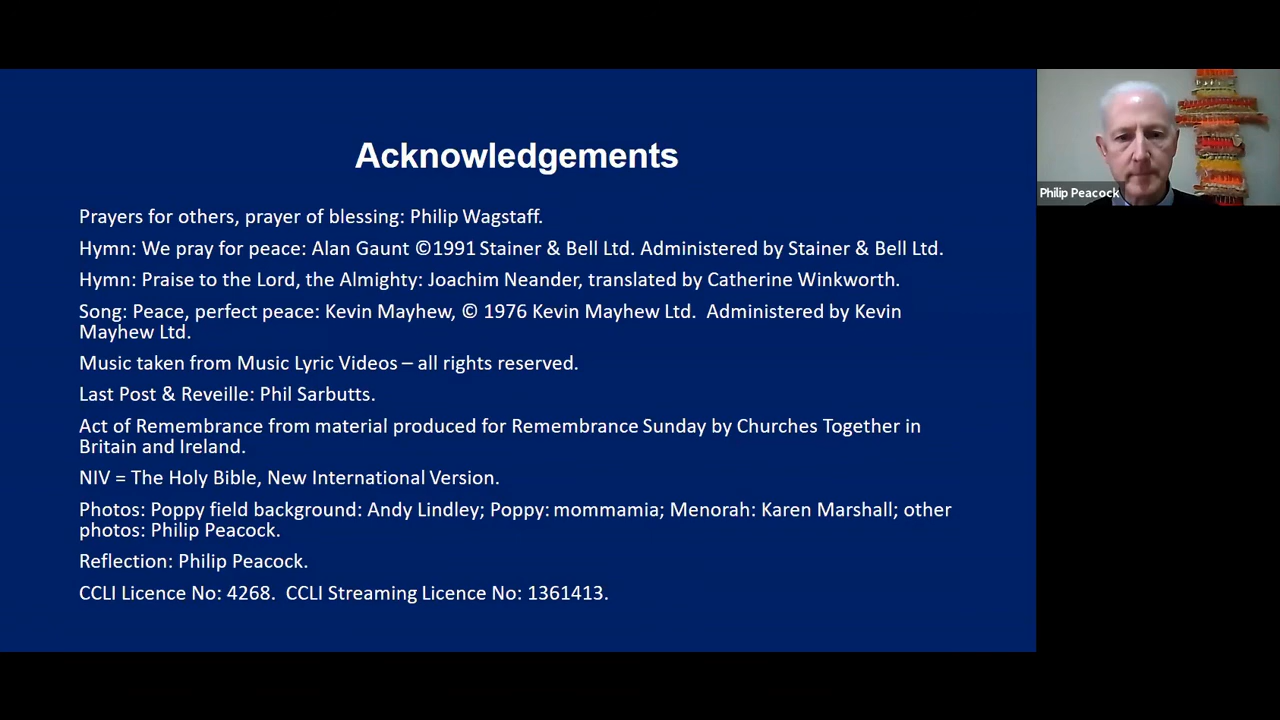 Acknowledgements
Prayers for others, prayer of blessing: Philip Wagstaff.
Hymn: We pray for peace: Alan Gaunt ©1991 Stainer & Bell Ltd. Administered by Stainer & Bell Ltd.
Hymn: Praise to the Lord, the Almighty: Joachim Neander, translated by Catherine Winkworth.
Song: Peace, perfect peace: Kevin Mayhew, © 1976 Kevin Mayhew Ltd.  Administered by Kevin
Mayhew Ltd.
Music taken from Music Lyric Videos – all rights reserved.
Last Post & Reveille: Phil Sarbutts.
Act of Remembrance from material produced for Remembrance Sunday by Churches Together in
Britain and Ireland.
NIV = The Holy Bible, New International Version.
Photos: Poppy field background: Andy Lindley; Poppy: mommamia; Menorah: Karen Marshall; other
photos: Philip Peacock.
Reflection: Philip Peacock.
CCLI Licence No: 4268.  CCLI Streaming Licence No: 1361413.
Philip Peacock